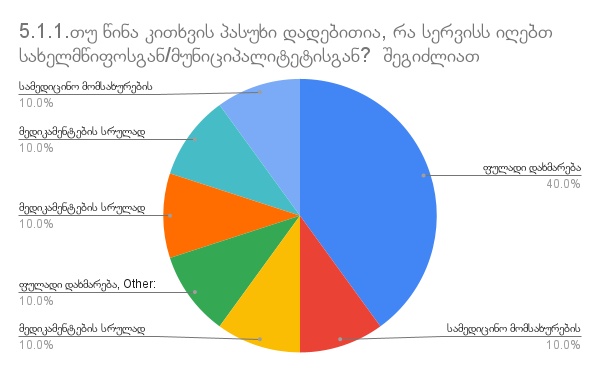 5.1.1.თუ წინა კითხვის პასუხი დადებითია, რა სერვისს იღებთ
სახელმწიფოსგან/მუნიციპალიტეტისგან?  შეგიძლიათ
სამედიცინო მომსახურების
10.0%
მედიკამენტების სრულად
10.0%
მედიკამენტების სრულად
10.0%
ფულადი დახმარება, Other:
10.0%
მედიკამენტების სრულად
10.0%
ფულადი დახმარება
40.0%
სამედიცინო მომსახურების
10.0%